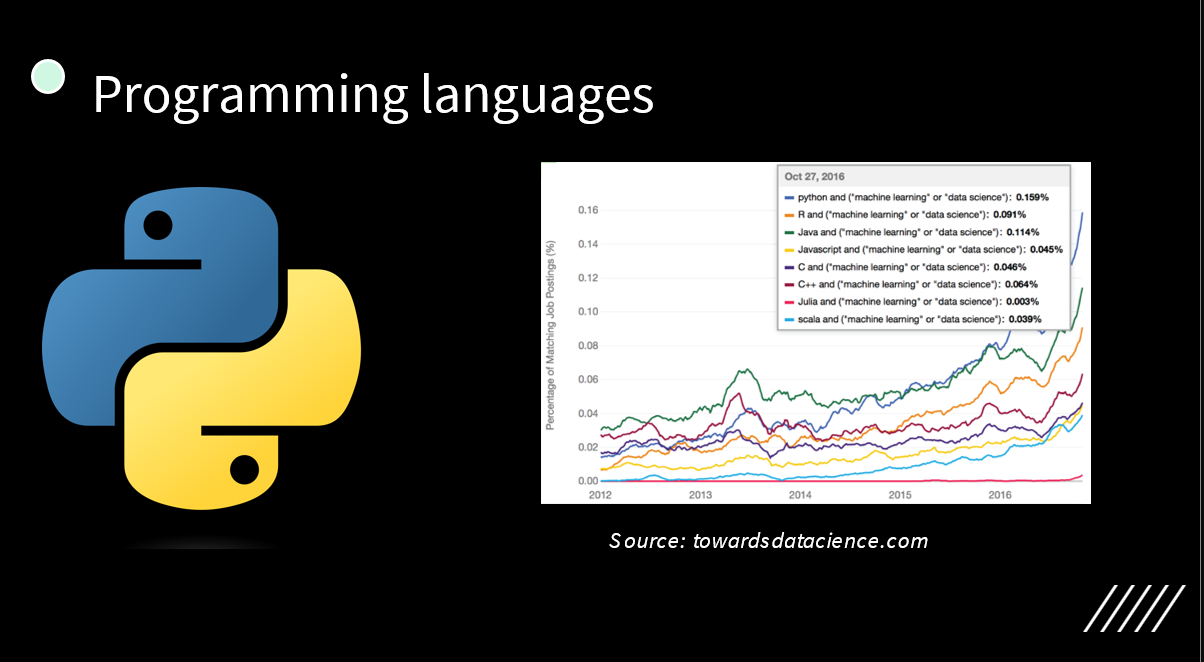 Programming languages
Oct 27, 2016
python and ("machine learning" or "data science"): 0.159%
R and ("machine learning" or "data science"): 0.091%
Java and ("machine learning" or "data science"): 0.114%
Javascript and ("machine learning" or "data science"): 0.045%
C and ("machine learning" or "data science"): 0.046%
C++ and ("machine learning" or "data science"): 0.064%
Julia and ("machine learning" or "data science"): 0.003%
scala and ("machine learning" or "data science"): 0.039%
Percentage of Matching Job Postings (%)
0.16
0.14
0.12
0.10
0.08
0.06
0.04
0.02
0.00
2012 2013 2014 2015 2016
Source: towardsdatacience.com